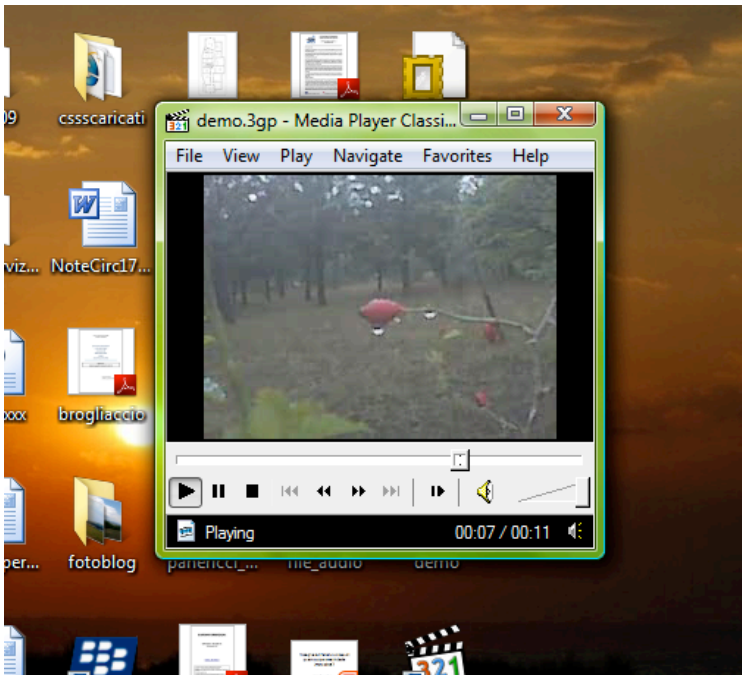 09
cssscaricati
demo.3gp - Media Player Classi...
File View Play Navigate Favorites Help
viz...
NoteCirc17...
xxx
brogliaccio
Playing
00:07 / 00:11
per...
fotoblog
file_audio
demo
321